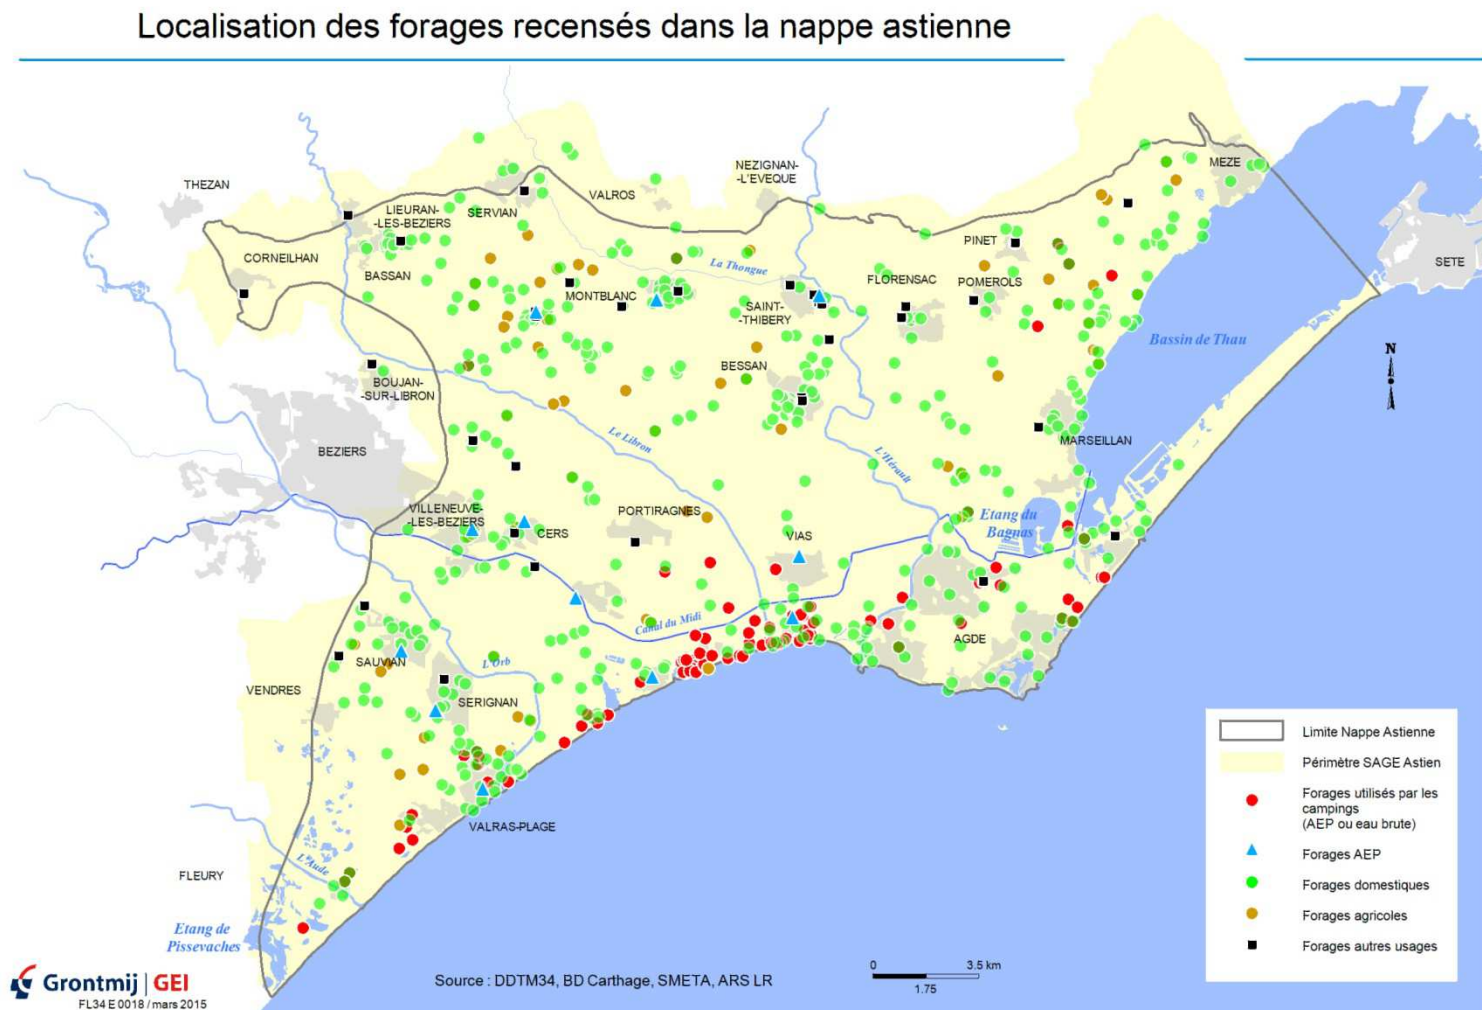 Localisation des forages recensés dans la nappe astienne
THEZAN
NEZIGNAN-
-L'EVEQUE
MEZE
VALROS
LIEURAN-
-LES-BEZIERS
SERVIAN
CORNEILHAN
BASSAN
La Thongue
PINET
SETE
MONTBLANC
FLORENSAC
POMEROLS
SAINT-
-THIBERY
Bassin de Thau
N
BESSAN
BOUJAN-
-SUR-LIBRON
Le Libron
MARSEILLAN
BEZIERS
L'Hérault
VILLENEUVE-
-LES-BEZIERS
PORTIRAGNES
CERS
VIAS
Etang du
Bagnas
Canal du Midi
AGDE
SAUVIAN
L'Orb
VENDRES
SERIGNAN
VALRAS-PLAGE
L'Aude
FLEURY
Etang de
Pissevaches
Limite Nappe Astienne
Périmètre SAGE Astien
Forages utilisés par les
campings
(AEP ou eau brute)
Forages AEP
Forages domestiques
Forages agricoles
Forages autres usages
Grontmij | GEI
FL34 E 0018 / mars 2015
Source : DDTM34, BD Carthage, SMETA, ARS LR
0 3.5 km
1.75